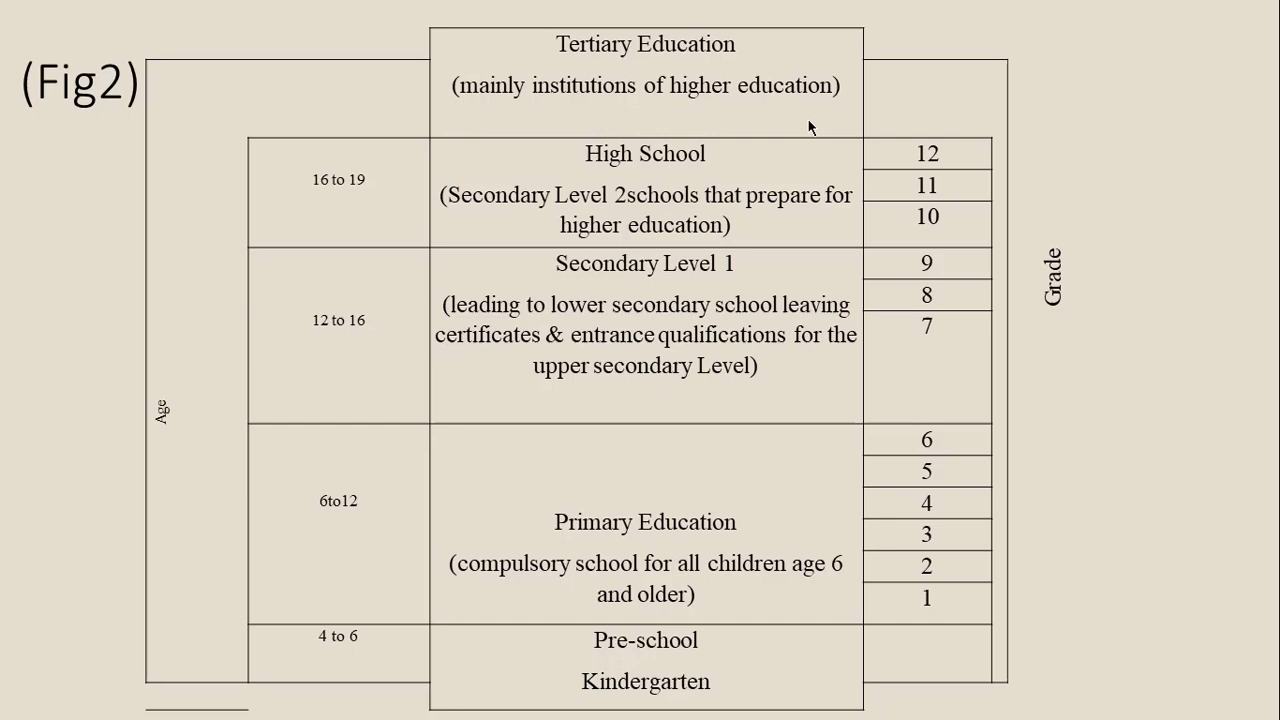 (Fig2)
Tertiary Education
(mainly institutions of higher education)
16 to 19
High School
(Secondary Level 2schools that prepare for
higher education)
12
11
10
12 to 16
Secondary Level 1
(leading to lower secondary school leaving
certificates & entrance qualifications for the
upper secondary Level)
9
8
7
Grade
Age
6to12
Primary Education
(compulsory school for all children age 6
and older)
6
5
4
3
2
1
4 to 6
Pre-school
Kindergarten